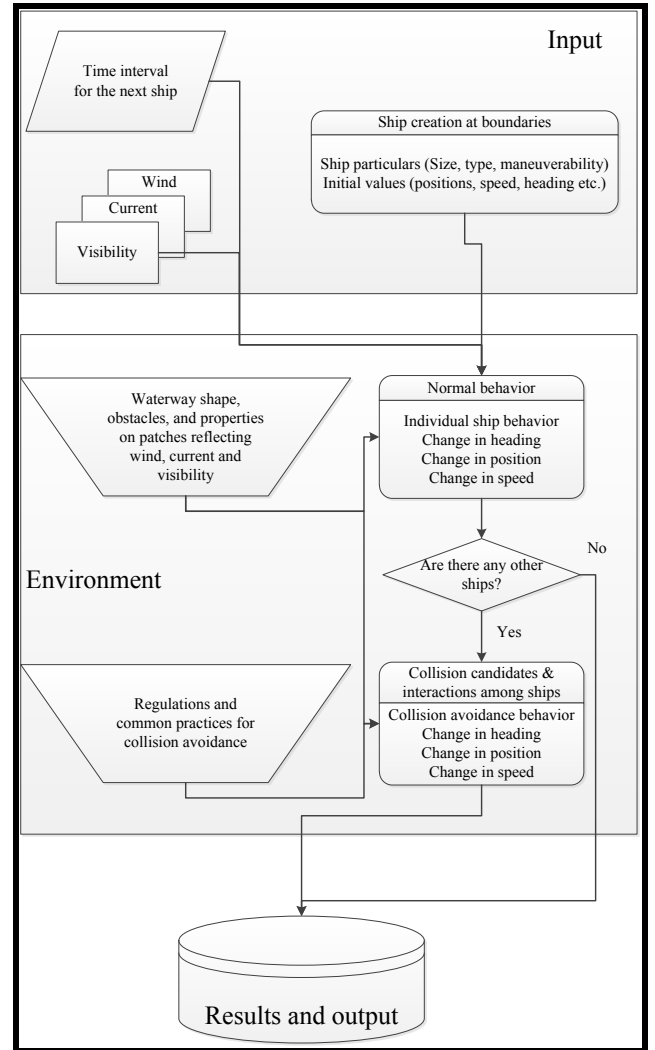 Input
Time interval
for the next ship
Ship creation at boundaries
Ship particulars (Size, type, maneuverability)
Initial values (positions, speed, heading etc.)
Wind
Current
Visibility
Environment
Waterway shape,
obstacles, and properties
on patches reflecting
wind, current and
visibility
Normal behavior
Individual ship behavior
Change in heading
Change in position
Change in speed
Are there any other
ships?
No
Yes
Regulations and
common practices for
collision avoidance
Collision candidates &
interactions among ships
Collision avoidance behavior
Change in heading
Change in position
Change in speed
Results and output